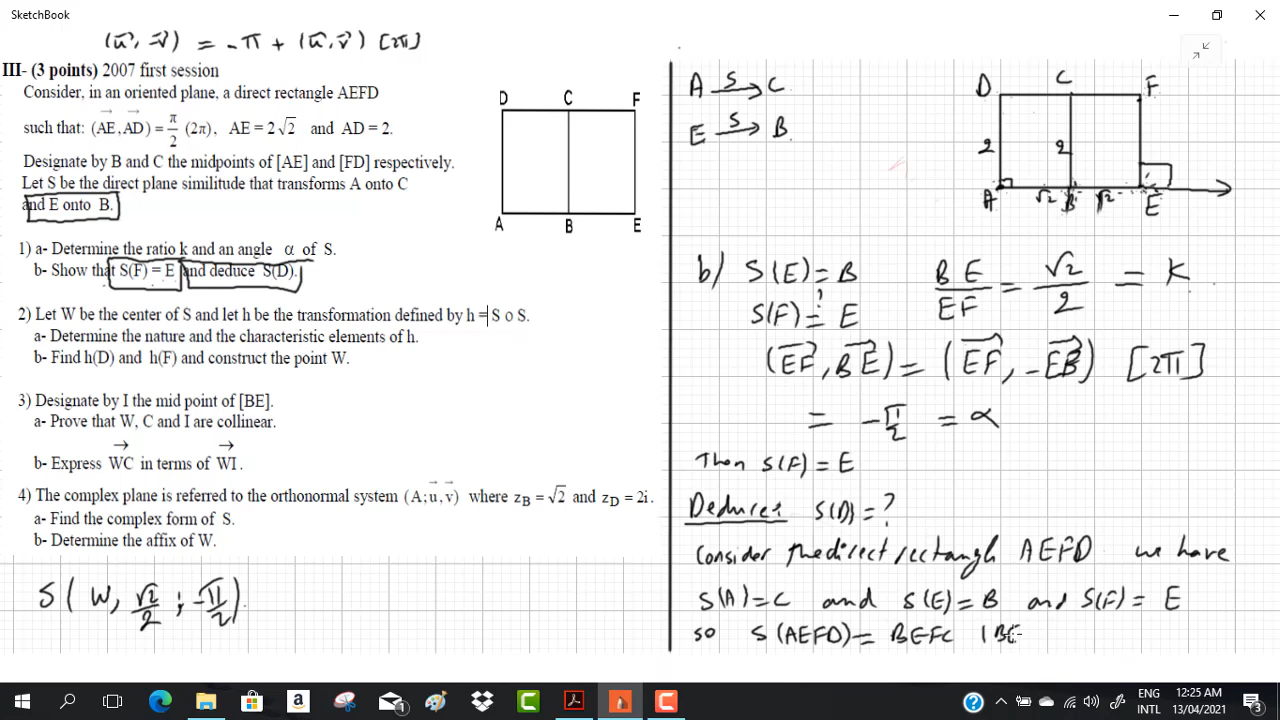 SketchBook
(u⃗, -v⃗) = -π + (u⃗, v⃗) [2π]
III- (3 points) 2007 first session
Consider, in an oriented plane, a direct rectangle AEFD
such that: (AE, AD) = π/2 (2π), AE = 2√2 and AD = 2.
Designate by B and C the midpoints of [AE] and [FD] respectively.
Let S be the direct plane similitude that transforms A onto C
and E onto B.
1) a- Determine the ratio k and an angle α of S.
b- Show that S(F) = E and deduce S(D).
2) Let W be the center of S and let h be the transformation defined by h = S o S.
a- Determine the nature and the characteristic elements of h.
b- Find h(D) and h(F) and construct the point W.
3) Designate by I the mid point of [BE].
a- Prove that W, C and I are collinear.
b- Express WC in terms of WI.
4) The complex plane is referred to the orthonormal system (A; u, v) where zB = √2 and zD = 2i.
a- Find the complex form of S.
b- Determine the affix of W.
S( W, √2/2 ; -π/2).
D C F
A B E
A S→ C
E S→ B
D C F
2 2
A √2 B √2 E
b/ S(E) = B BE/EF = √2/2 = K
S(F) =? E
(EF, BE) = (EF, -EB) [2π]
= -π/2 = α
Then S(F) = E
Deduces S(D) = ?
Consider the direct rectangle AEFD we have
S(A) = C and S(E) = B and S(F) = E
so S(AEFD) = BEFC (BE
ENG
12:25 AM
INTL
13/04/2021
1
3